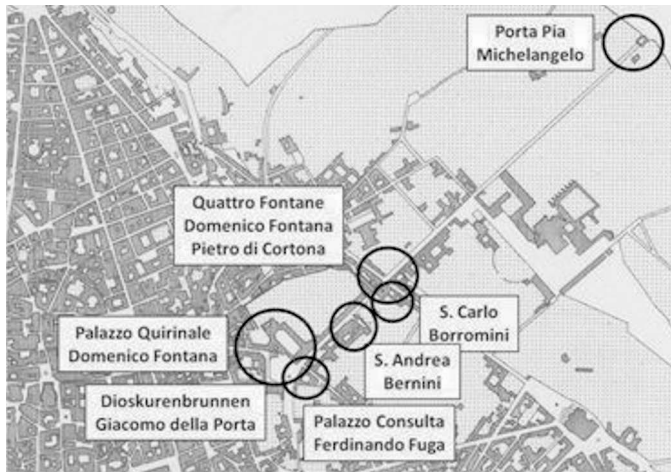 Porta Pia
Michelangelo
Quattro Fontane
Domenico Fontana
Pietro di Cortona
S. Carlo
Borromini
Palazzo Quirinale
Domenico Fontana
S. Andrea
Bernini
Dioskurenbrunnen
Giacomo della Porta
Palazzo Consulta
Ferdinando Fuga